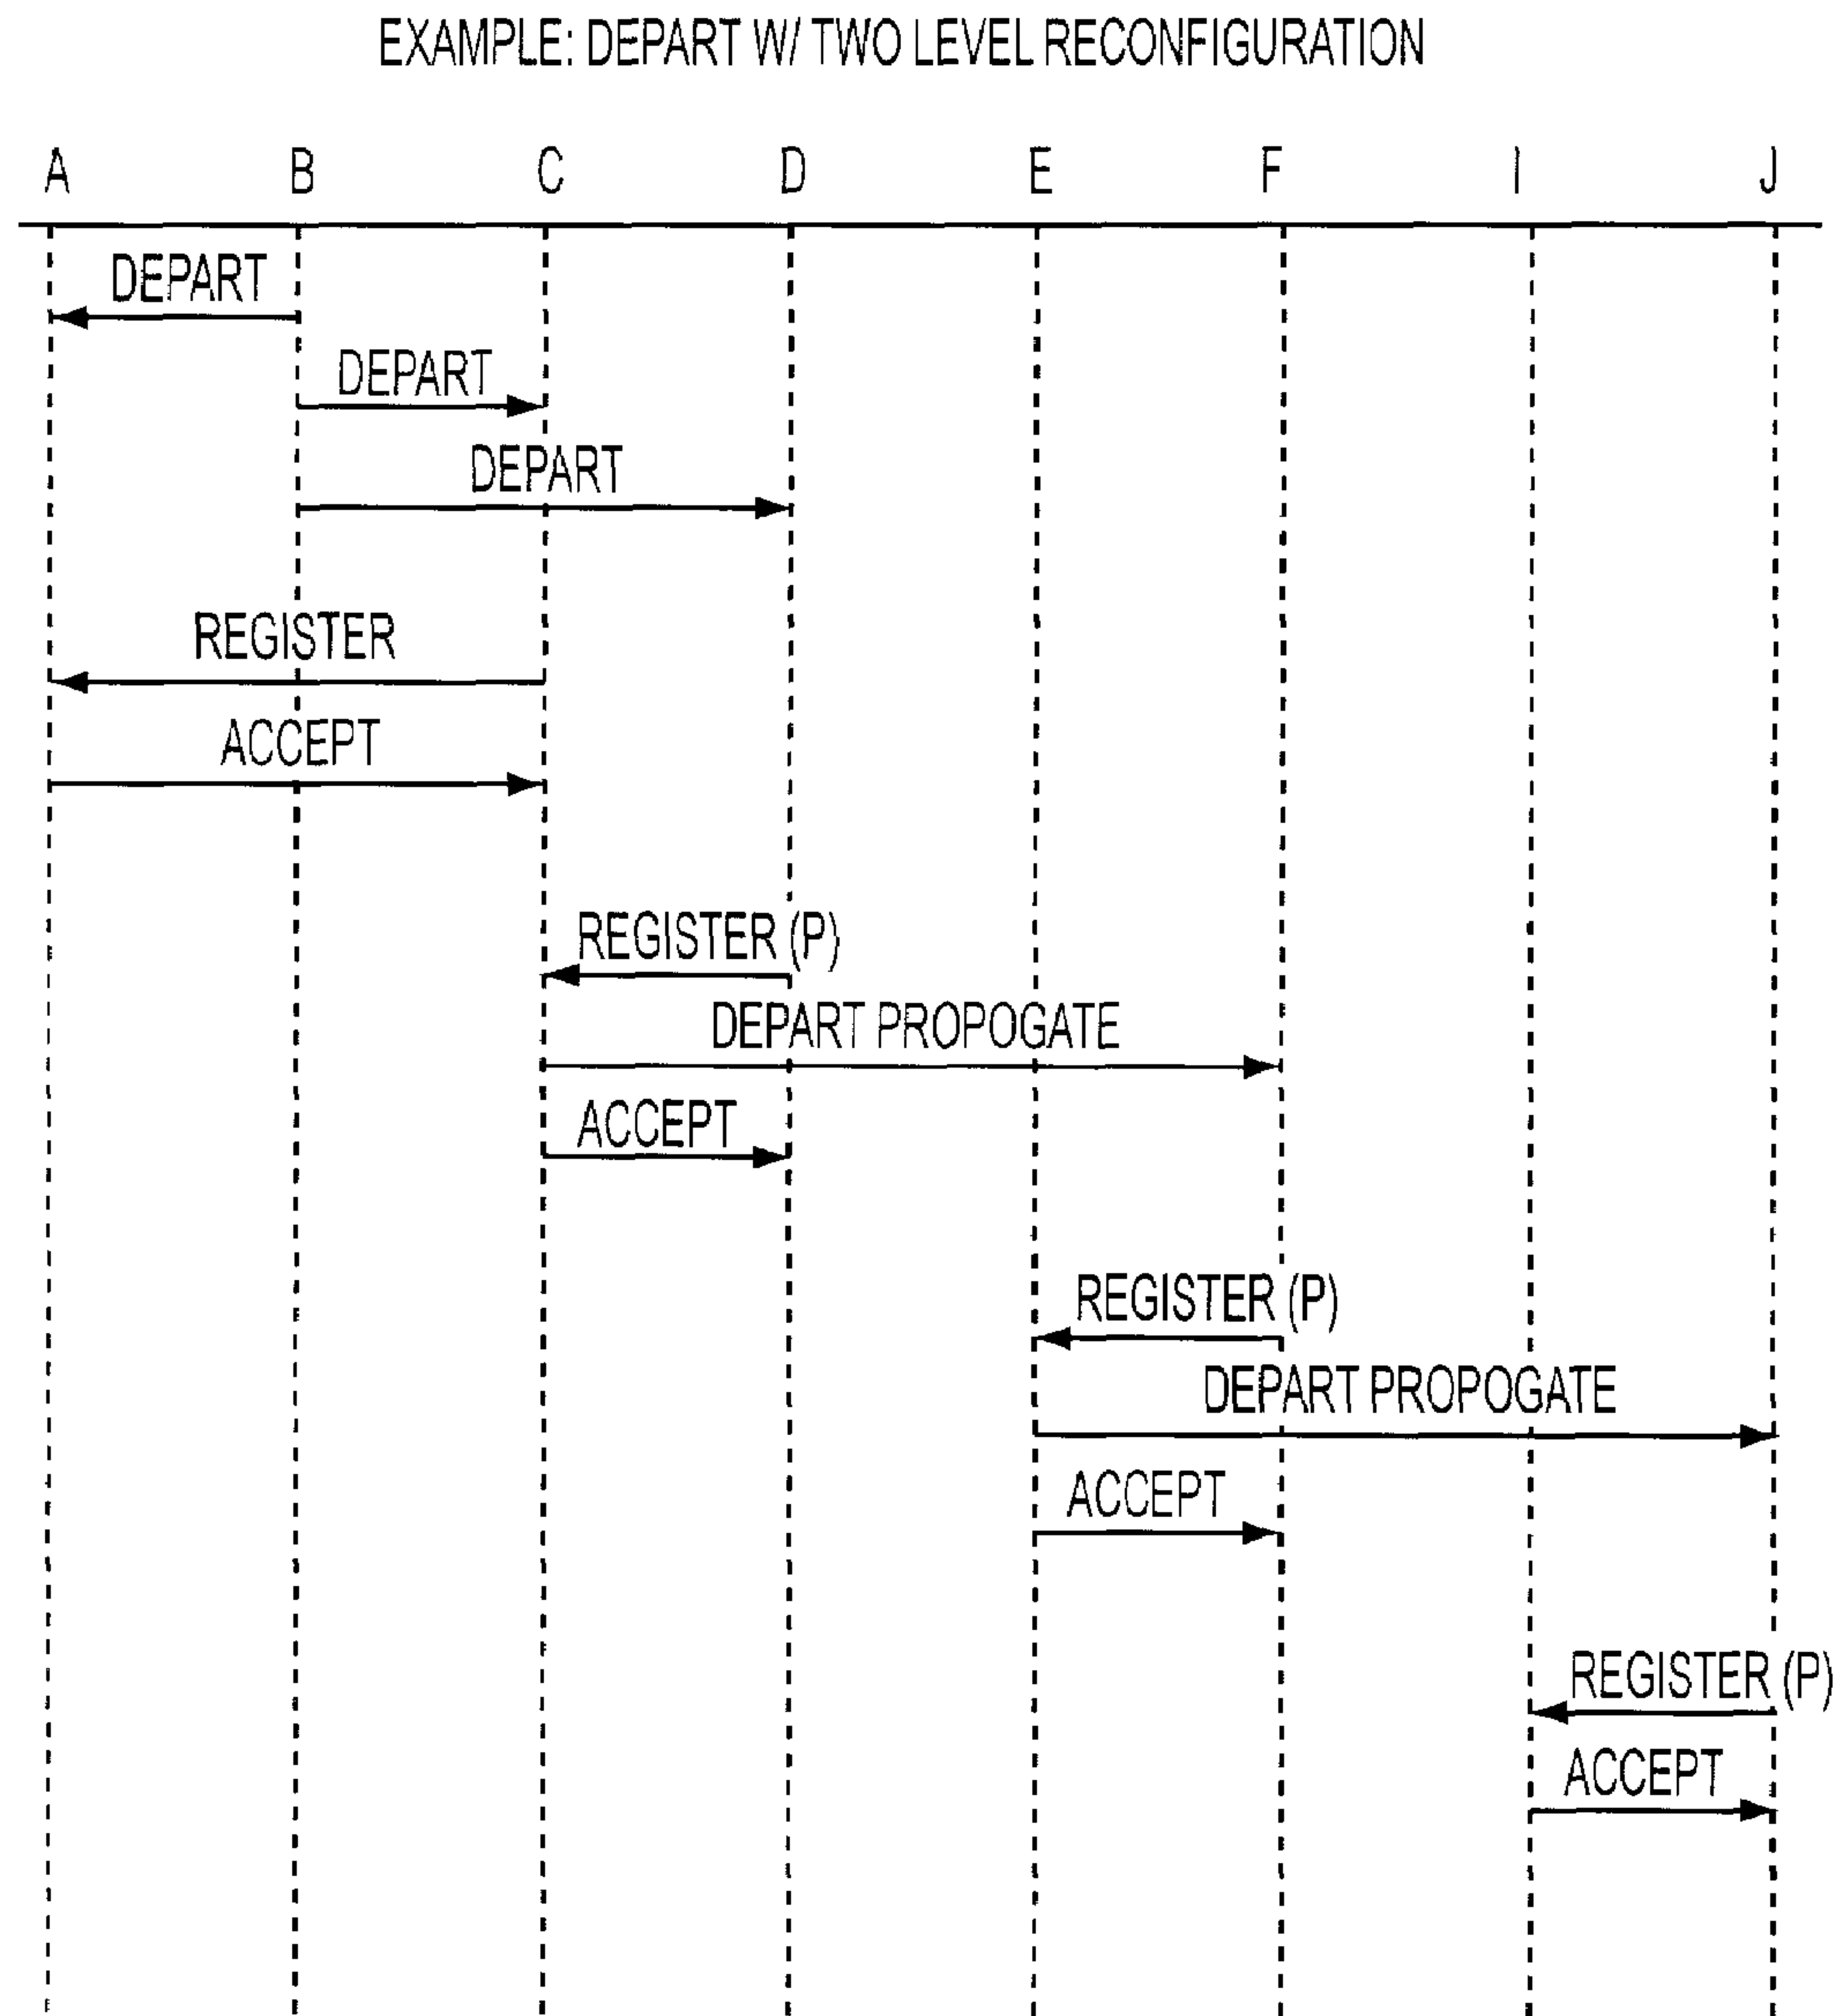 EXAMPLE: DEPART W/ TWO LEVEL RECONFIGURATION
A B C D E F I J
DEPART
DEPART
DEPART
REGISTER
ACCEPT
REGISTER (P)
DEPART PROPOGATE
ACCEPT
REGISTER (P)
DEPART PROPOGATE
ACCEPT
REGISTER (P)
ACCEPT